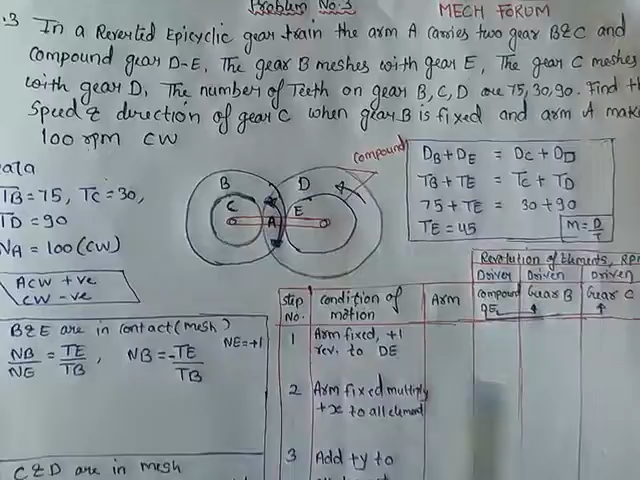 Problem No. 3
MECH FORUM
.3 In a Reverted Epicyclic gear train the arm A carries two gear B&C and
compound gear D-E. The gear B meshes with gear E, The gear C meshes
with gear D. The number of Teeth on gear B, C, D are 75, 30, 90. Find th
Speed & direction of gear C when gear B is fixed and arm A make
100 rpm CW
ata
TB = 75, TC = 30,
TD = 90
NA = 100 (CW)
ACW +ve
CW -ve
compound
B
D
C
A
E
DB + DE = DC + DD
TB + TE = TC + TD
75 + TE = 30 + 90
TE = 45
M = D/T
B&E are in contact (mesh)
NE = +1
NB/NE = TE/TB , NB = -TE/TB
C&D are in mesh
Revolution of Elements, RP
step No.
condition of motion
Arm
Driver compound
Driven Gear B
Driven Gear C
1 Arm fixed, +1 rev. to DE
2 Arm fixed multiply +x to all element
3 Add +y to